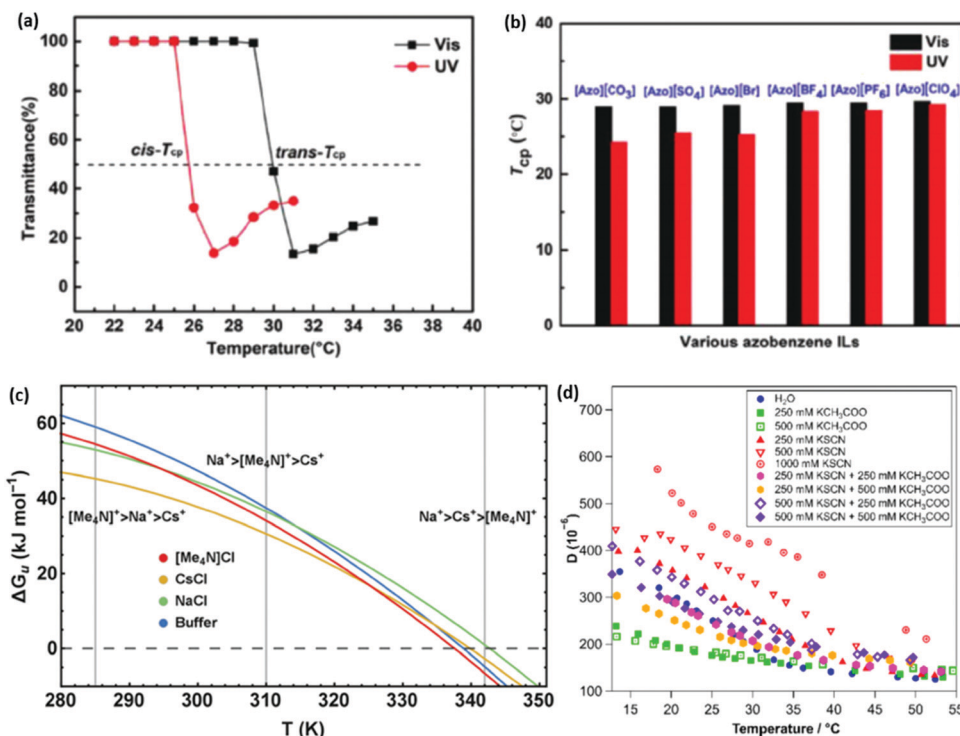 (a)
Vis
UV
Transmittance(%)
100
80
60
40
20
0
cis-Tcp
trans-Tcp
20 22 24 26 28 30 32 34 36 38 40
Temperature(°C)
(b)
Vis
UV
Tcp (°C)
40
30
20
10
0
[Azo][CO₃] [Azo][SO₄] [Azo][Br] [Azo][BF₄] [Azo][PF₆] [Azo][ClO₄]
Various azobenzene ILs
(c)
ΔGᵤ (kJ mol⁻¹)
60
40
20
0
Na⁺>[Me₄N]⁺>Cs⁺
[Me₄N]⁺>Na⁺>Cs⁺
Na⁺>Cs⁺>[Me₄N]⁺
[Me₄N]Cl
CsCl
NaCl
Buffer
280 290 300 310 320 330 340 350
T (K)
(d)
D (10⁻⁶)
700
600
500
400
300
200
100
H₂O
250 mM KCH₃COO
500 mM KCH₃COO
250 mM KSCN
500 mM KSCN
1000 mM KSCN
250 mM KSCN + 250 mM KCH₃COO
250 mM KSCN + 500 mM KCH₃COO
500 mM KSCN + 250 mM KCH₃COO
500 mM KSCN + 500 mM KCH₃COO
15 20 25 30 35 40 45 50 55
Temperature / °C